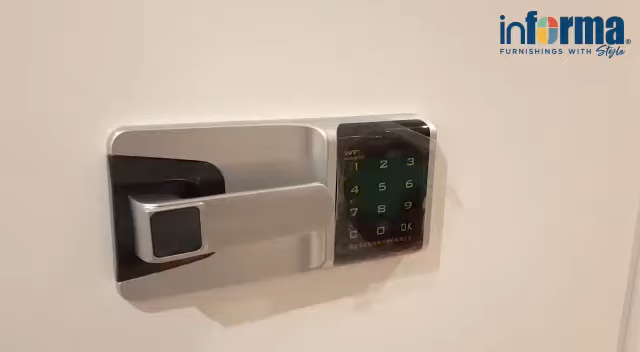 informa®
FURNISHINGS WITH Style
1 2 3
4 5 6
7 8 9
C 0 OK